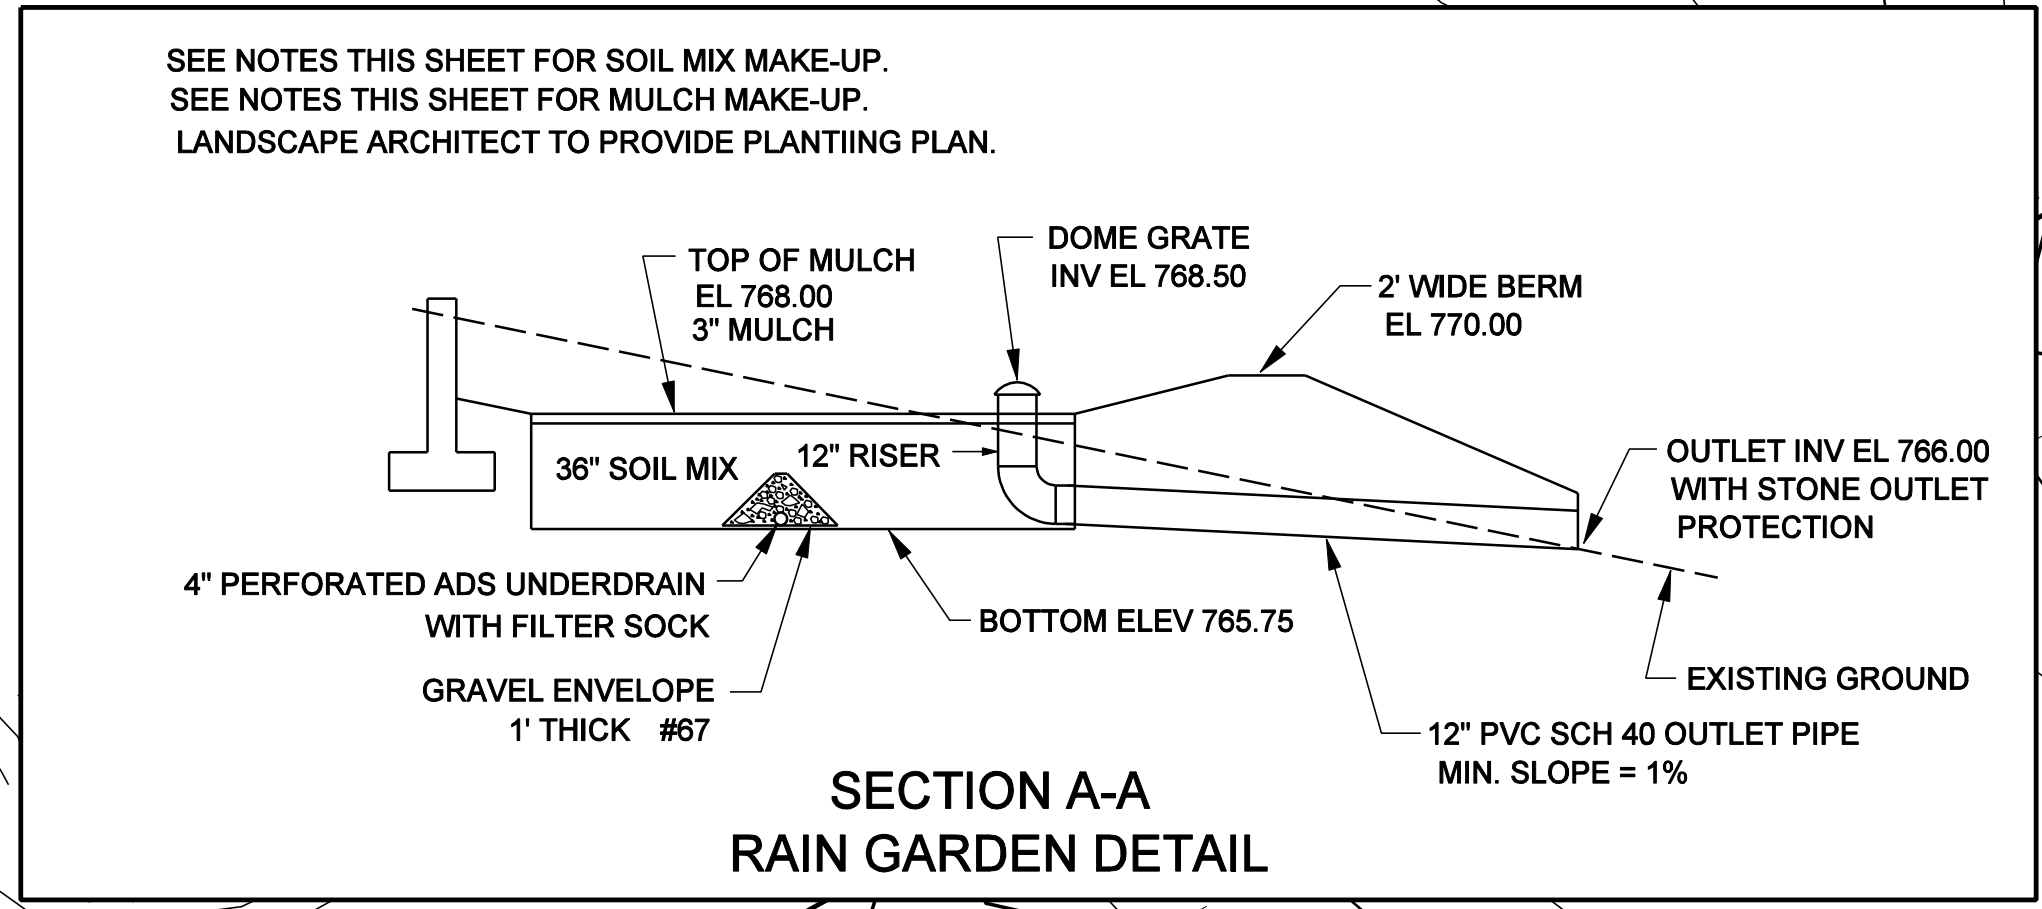 SEE NOTES THIS SHEET FOR SOIL MIX MAKE-UP.
SEE NOTES THIS SHEET FOR MULCH MAKE-UP.
LANDSCAPE ARCHITECT TO PROVIDE PLANTIING PLAN.
TOP OF MULCH
EL 768.00
3" MULCH
DOME GRATE
INV EL 768.50
2' WIDE BERM
EL 770.00
36" SOIL MIX
12" RISER
OUTLET INV EL 766.00
WITH STONE OUTLET
PROTECTION
4" PERFORATED ADS UNDERDRAIN
WITH FILTER SOCK
BOTTOM ELEV 765.75
GRAVEL ENVELOPE
1' THICK #67
EXISTING GROUND
12" PVC SCH 40 OUTLET PIPE
MIN. SLOPE = 1%
SECTION A-A
RAIN GARDEN DETAIL